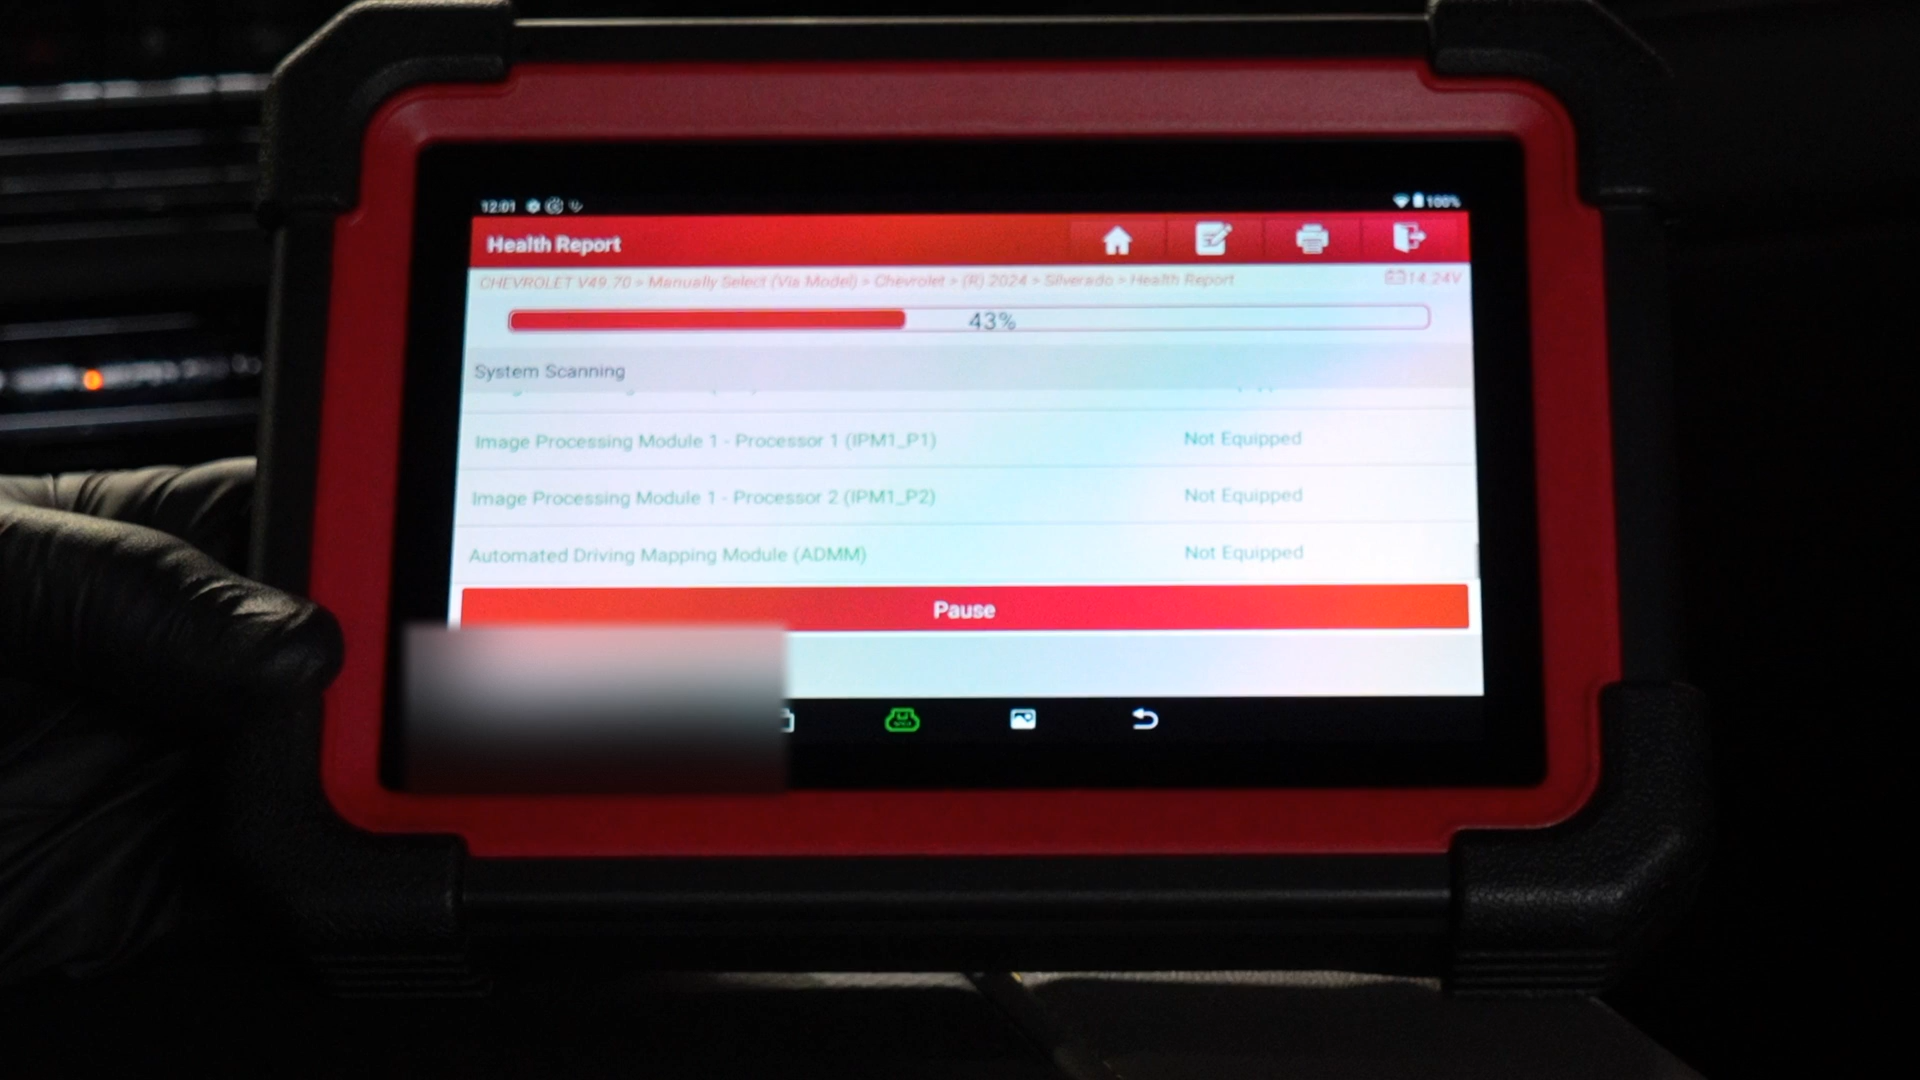 12:01
100%
Health Report
CHEVROLET V49.70 > Manually Select (Via Model) > Chevrolet > (R) 2024 > Silverado > Health Report
14.24V
43%
System Scanning
Image Processing Module 1 - Processor 1 (IPM1_P1) Not Equipped
Image Processing Module 1 - Processor 2 (IPM1_P2) Not Equipped
Automated Driving Mapping Module (ADMM) Not Equipped
Pause